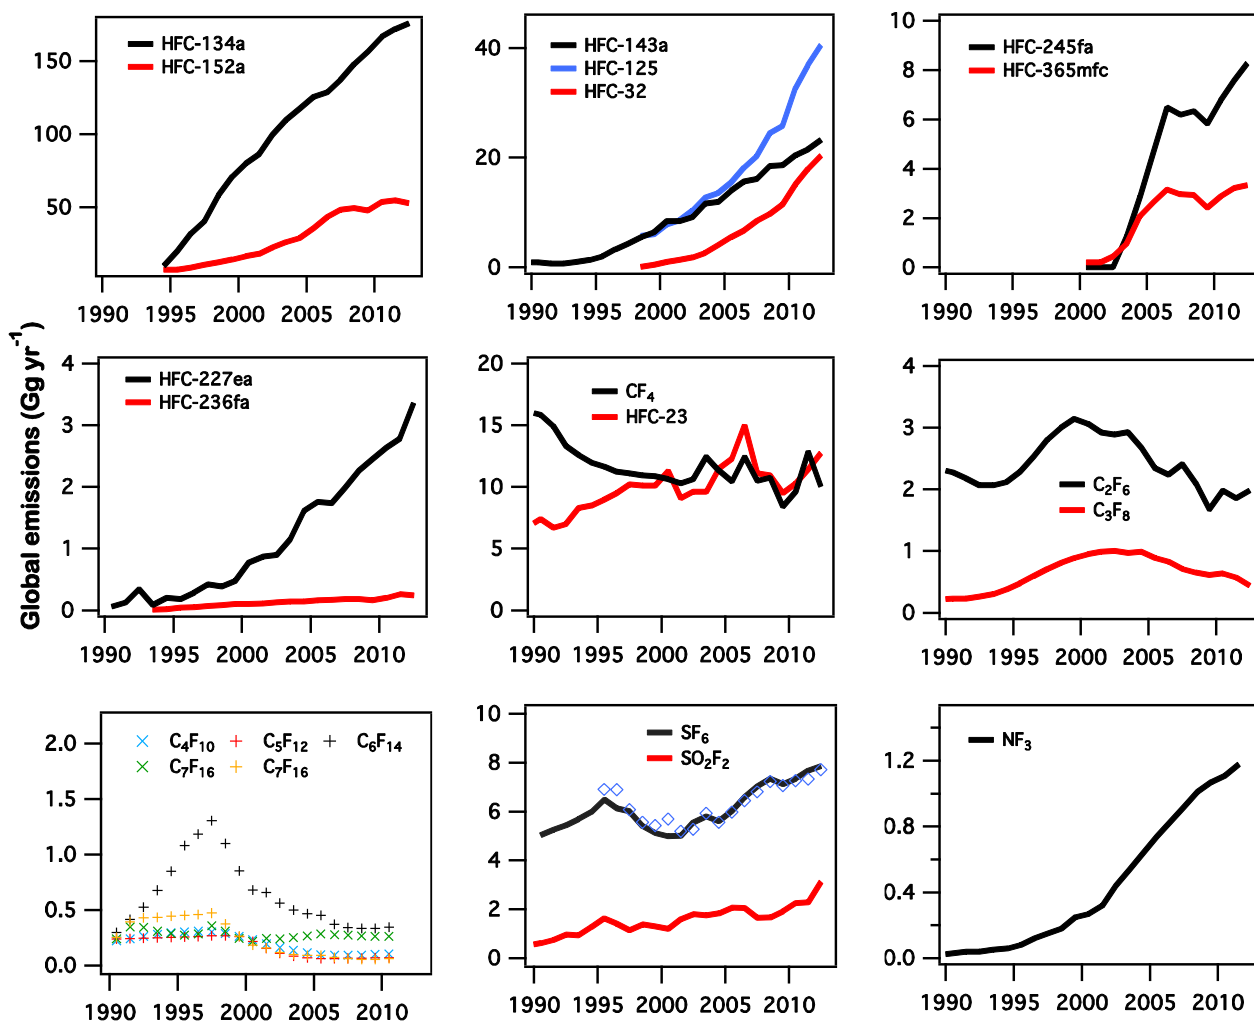 Global emissions (Gg yr⁻¹)
HFC-134a
HFC-152a
150
100
50
1990 1995 2000 2005 2010
HFC-143a
HFC-125
HFC-32
40
20
0
1990 1995 2000 2005 2010
HFC-245fa
HFC-365mfc
10
8
6
4
2
0
1990 1995 2000 2005 2010
HFC-227ea
HFC-236fa
4
3
2
1
0
1990 1995 2000 2005 2010
CF₄
HFC-23
20
15
10
5
0
1990 1995 2000 2005 2010
C₂F₆
C₃F₈
4
3
2
1
0
1990 1995 2000 2005 2010
C₄F₁₀ C₅F₁₂ C₆F₁₄
C₇F₁₆ C₇F₁₆
2.0
1.5
1.0
0.5
0.0
1990 1995 2000 2005 2010
SF₆
SO₂F₂
10
8
6
4
2
0
1990 1995 2000 2005 2010
NF₃
1.2
0.8
0.4
0.0
1990 1995 2000 2005 2010